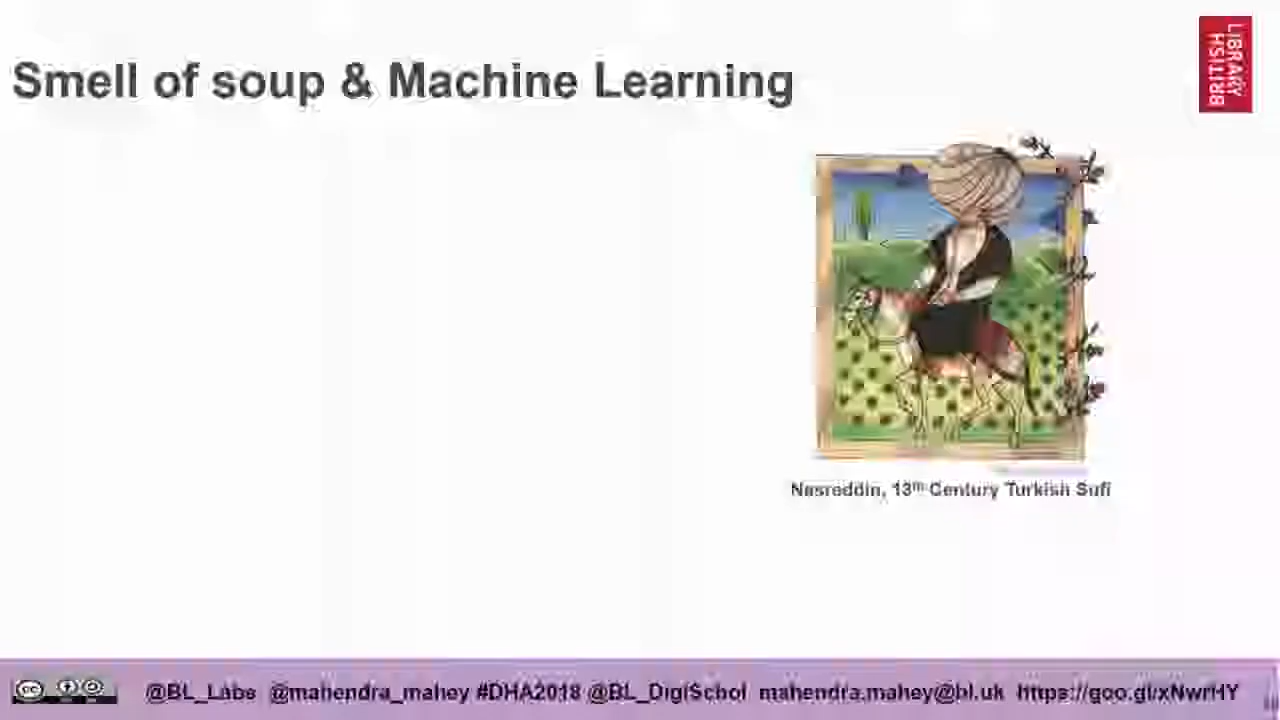 Smell of soup & Machine Learning
BRITISH
LIBRARY
Nasreddin, 13th Century Turkish Sufi
@BL_Labs @mahendra_mahey #DHA2018 @BL_DigiSchol mahendra.mahey@bl.uk https://goo.gl/xNwrHY